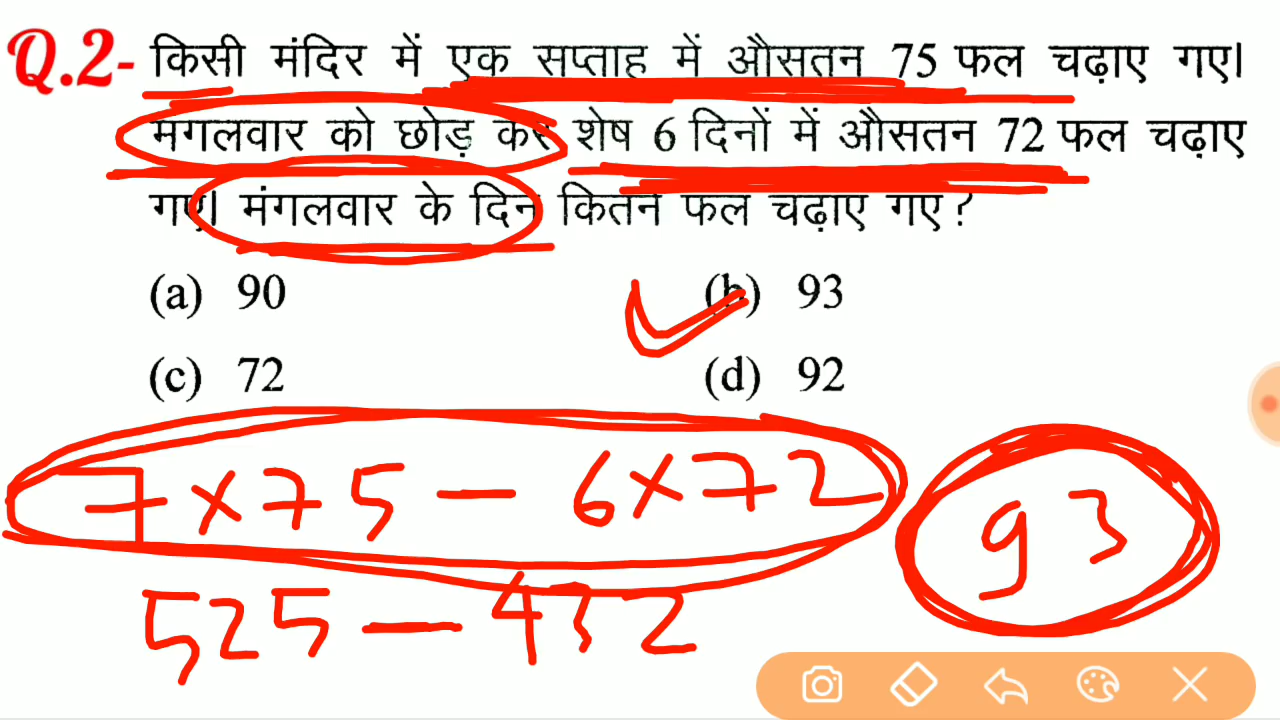 Q.2- किसी मंदिर में एक सप्ताह में औसतन 75 फल चढ़ाए गए।
मंगलवार को छोड़ कर शेष 6 दिनों में औसतन 72 फल चढ़ाए
गए। मंगलवार के दिन कितने फल चढ़ाए गए?
(a) 90 (b) 93
(c) 72 (d) 92
7×75 – 6×72 93
525 – 432